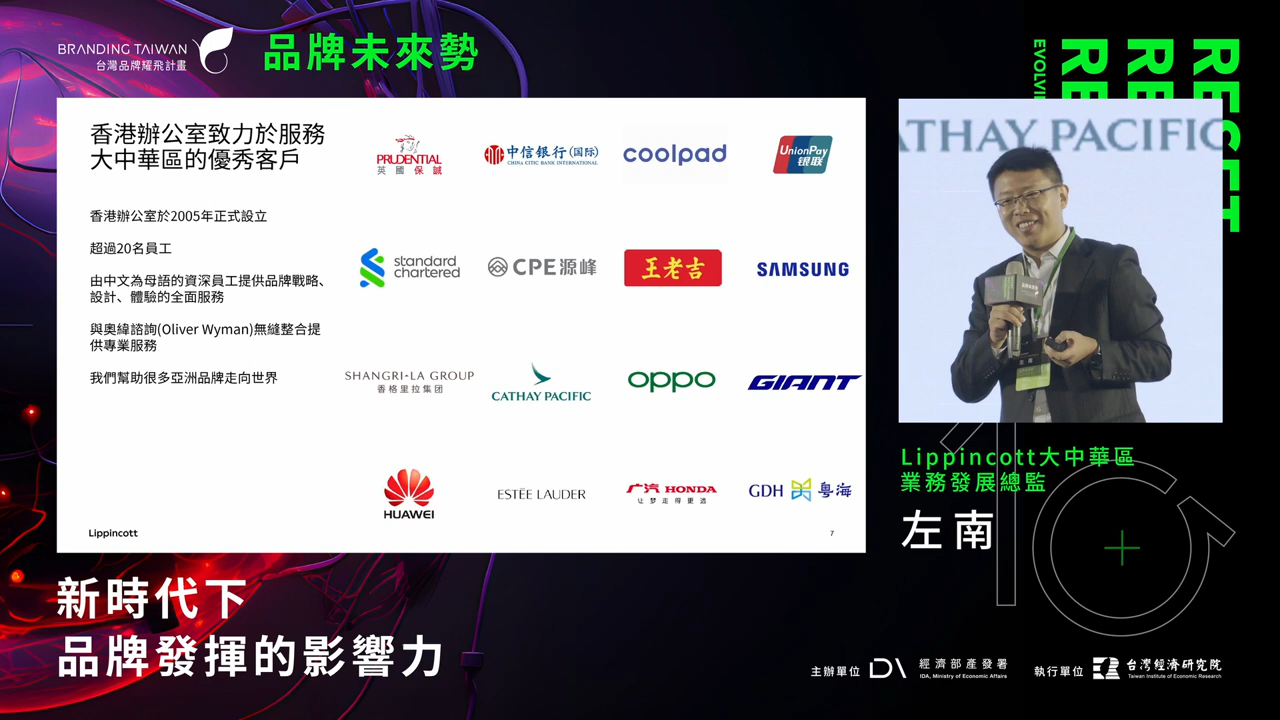 BRANDING TAIWAN
台灣品牌耀飛計畫
品牌未來勢
香港辦公室致力於服務
大中華區的優秀客戶
香港辦公室於2005年正式設立
超過20名員工
由中文為母語的資深員工提供品牌戰略、
設計、體驗的全面服務
與奧緯諮詢(Oliver Wyman)無縫整合提
供專業服務
我們幫助很多亞洲品牌走向世界
PRUDENTIAL
英國保誠
中信银行(国际)
CHINA CITIC BANK INTERNATIONAL
coolpad
UnionPay
银联
standard
chartered
CPE源峰
王老吉
SAMSUNG
SHANGRI-LA GROUP
香格里拉集团
CATHAY PACIFIC
oppo
GIANT
HUAWEI
ESTÉE LAUDER
广汽 HONDA
让梦走得更远
GDH 粤海
Lippincott
7
ATHAY PACIFIC
Lippincott大中華區
業務發展總監
左南
新時代下
品牌發揮的影響力
主辦單位
經濟部產發署
IDA, Ministry of Economic Affairs
執行單位
台灣經濟研究院
Taiwan Institute of Economic Research